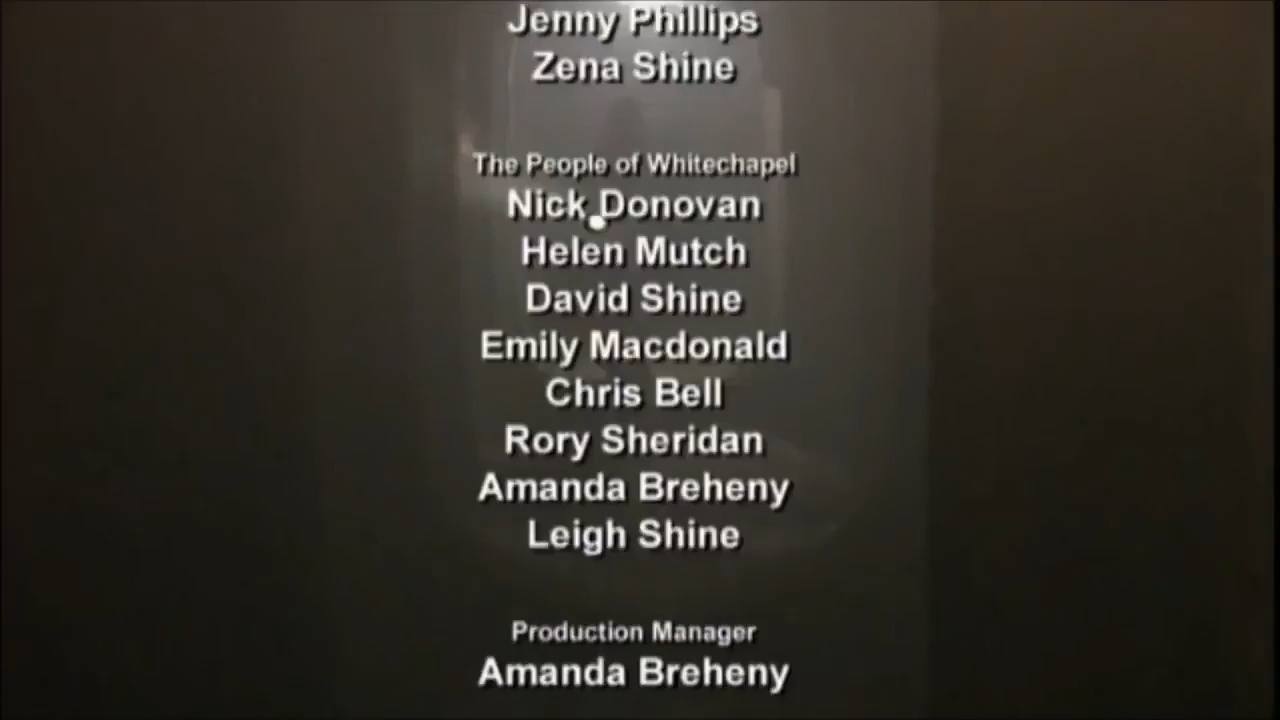 Jenny Phillips
Zena Shine
The People of Whitechapel
Nick Donovan
Helen Mutch
David Shine
Emily Macdonald
Chris Bell
Rory Sheridan
Amanda Breheny
Leigh Shine
Production Manager
Amanda Breheny